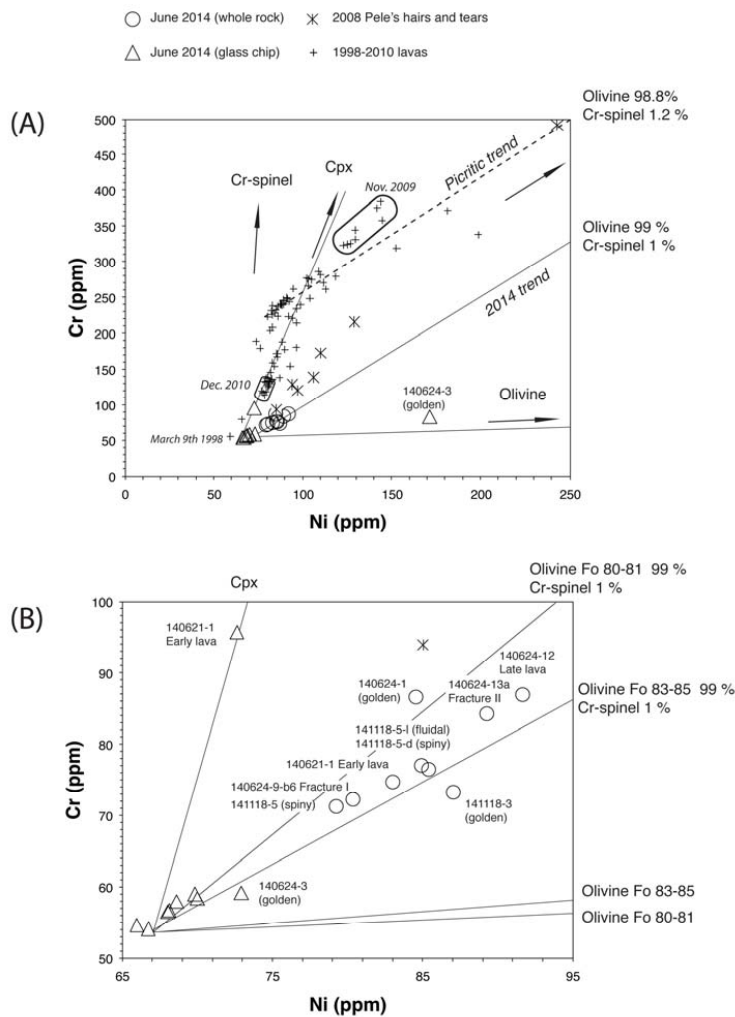 June 2014 (whole rock)
2008 Pele's hairs and tears
June 2014 (glass chip)
1998-2010 lavas
(A)
Olivine 98.8%
Cr-spinel 1.2 %
500
450
400
350
300
250
200
150
100
50
0
Cr (ppm)
Cr-spinel
Cpx
Nov. 2009
Picritic trend
Olivine 99 %
Cr-spinel 1 %
2014 trend
Dec. 2010
140624-3
(golden)
Olivine
March 9th 1998
0
50
100
150
200
250
Ni (ppm)
(B)
Cpx
Olivine Fo 80-81 99 %
Cr-spinel 1 %
100
90
80
70
60
50
Cr (ppm)
140621-1
Early lava
140624-12
Late lava
140624-1
(golden)
140624-13a
Fracture II
Olivine Fo 83-85 99 %
Cr-spinel 1 %
141118-5-l (fluidal)
141118-5-d (spiny)
140621-1 Early lava
140624-9-b6 Fracture I
141118-5 (spiny)
141118-3
(golden)
140624-3
(golden)
Olivine Fo 83-85
Olivine Fo 80-81
65
75
85
95
Ni (ppm)